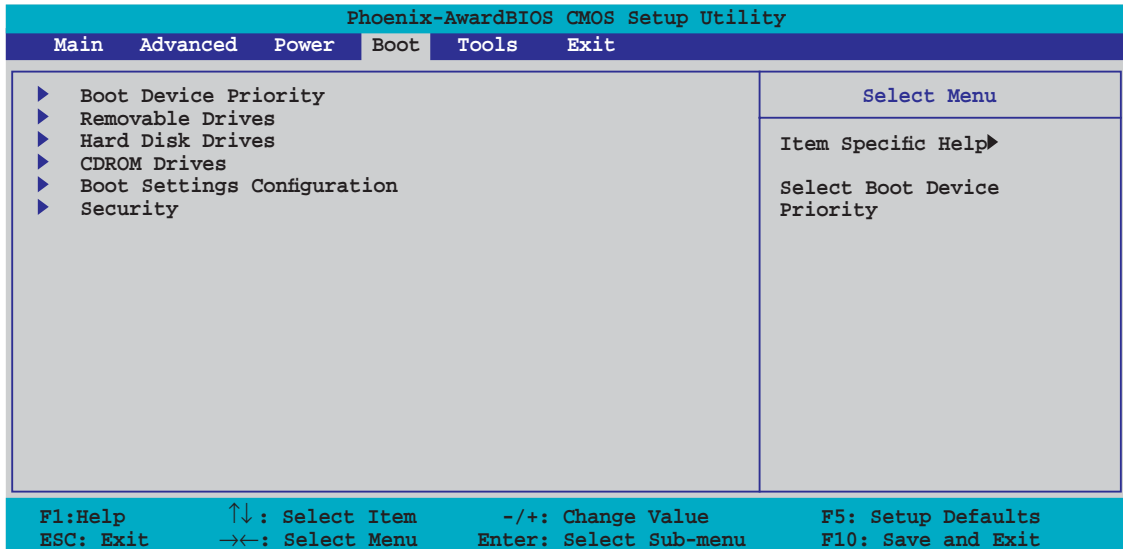 Phoenix-AwardBIOS CMOS Setup Utility
Main Advanced Power Boot Tools Exit
Boot Device Priority
Removable Drives
Hard Disk Drives
CDROM Drives
Boot Settings Configuration
Security
Select Menu
Item Specific Help
Select Boot Device
Priority
F1:Help ↑↓: Select Item -/+: Change Value F5: Setup Defaults
ESC: Exit →←: Select Menu Enter: Select Sub-menu F10: Save and Exit